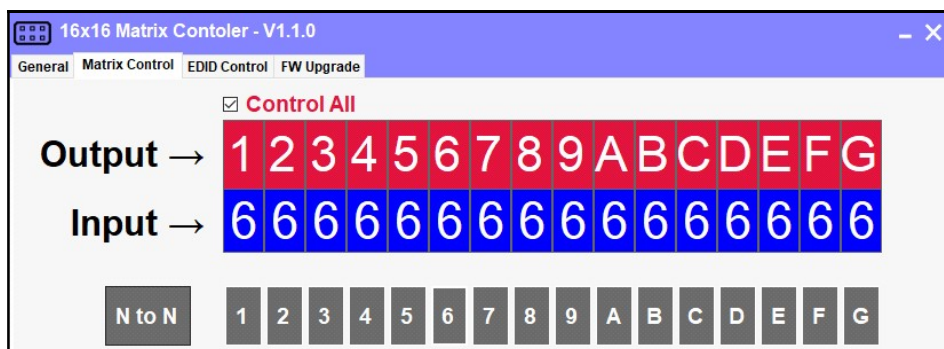 16x16 Matrix Contoler - V1.1.0
General Matrix Control EDID Control FW Upgrade
Control All
Output → 1 2 3 4 5 6 7 8 9 A B C D E F G
Input → 6 6 6 6 6 6 6 6 6 6 6 6 6 6 6 6
N to N 1 2 3 4 5 6 7 8 9 A B C D E F G